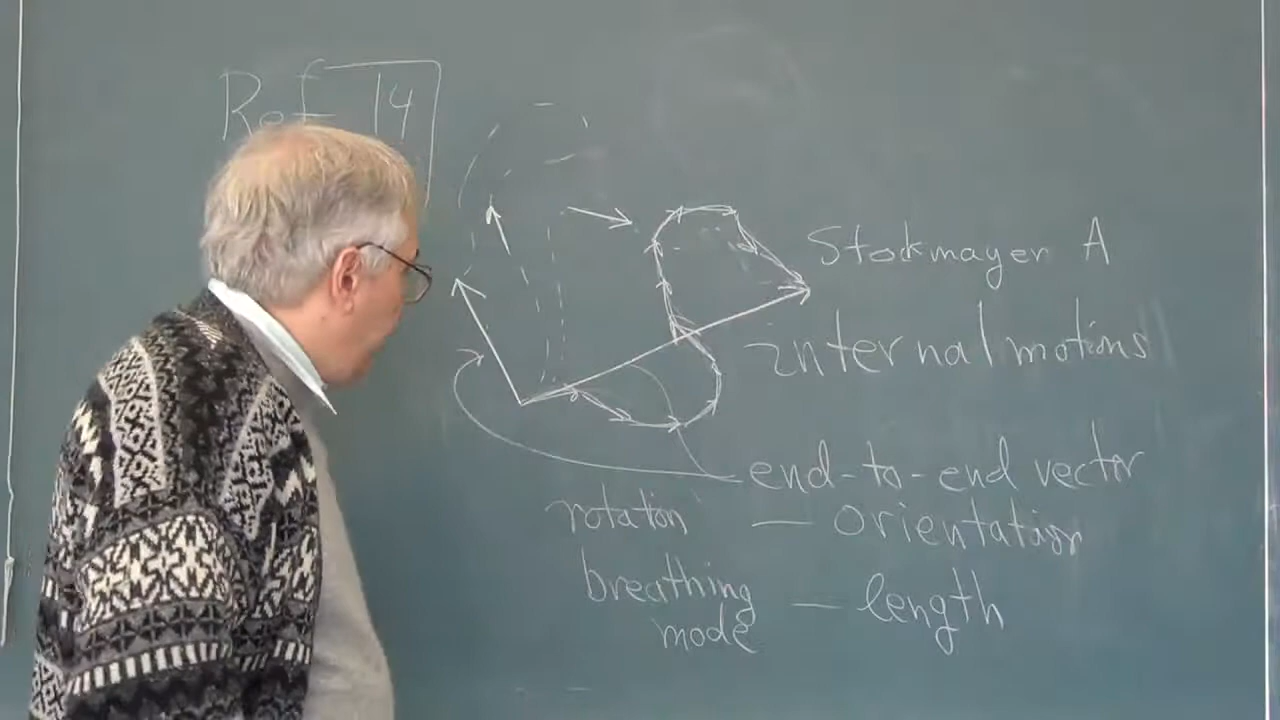 Ref 14
Stockmayer A
internal motions
end-to-end vector
rotation — orientation
breathing — length
mode